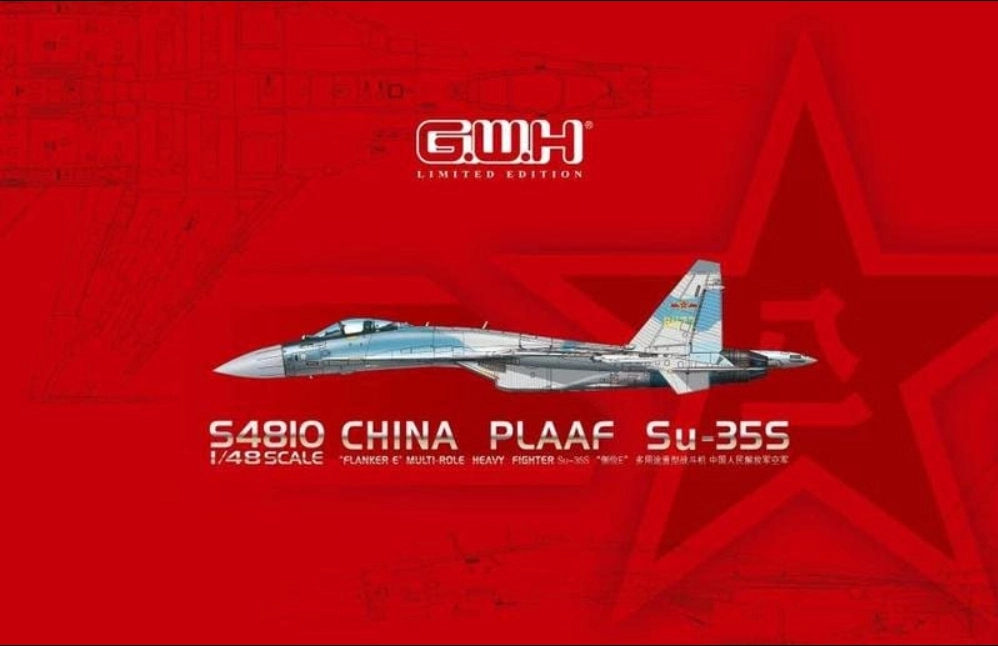 G.W.H®
LIMITED EDITION
S4810 CHINA PLAAF Su-35S
1/48 SCALE "FLANKER E" MULTI-ROLE HEAVY FIGHTER Su-35S "侧卫E" 多用途重型战斗机 中国人民解放军空军